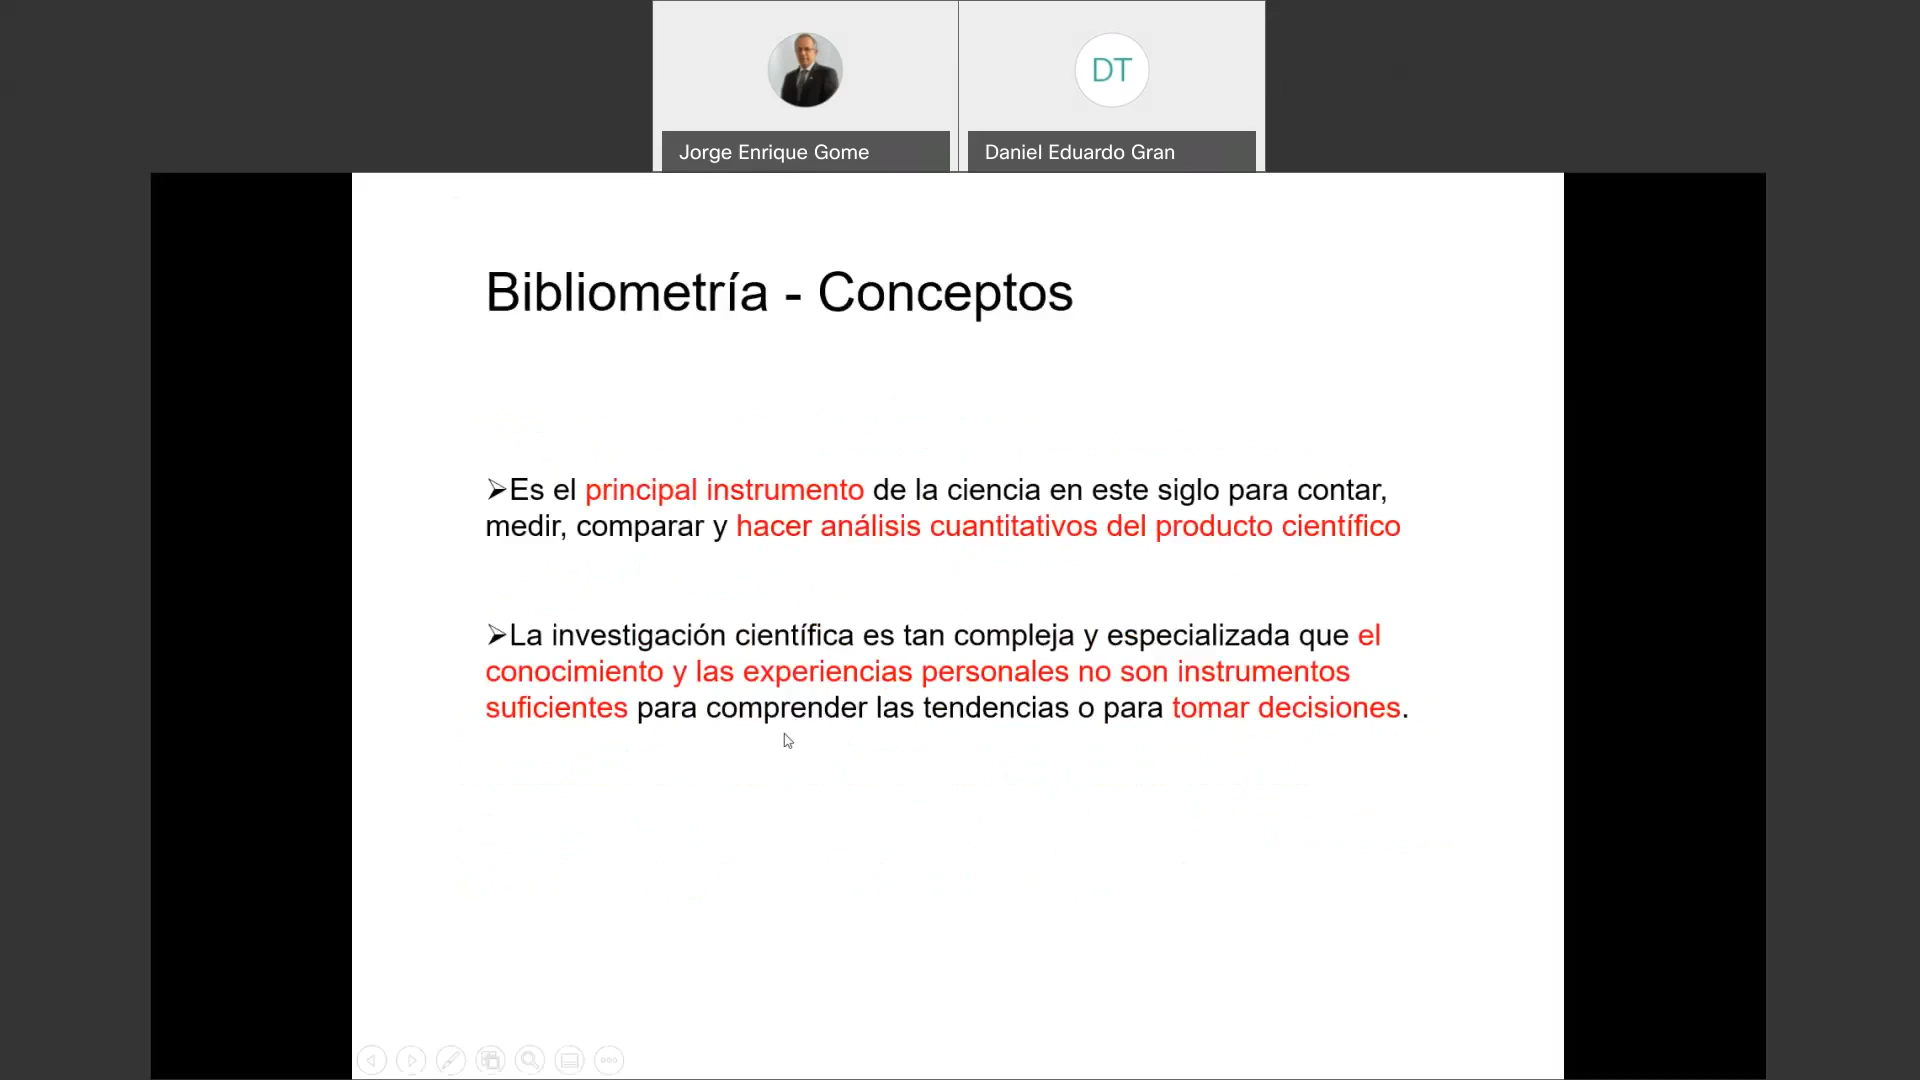 DT
Jorge Enrique Gome
Daniel Eduardo Gran
Bibliometría - Conceptos
➢Es el principal instrumento de la ciencia en este siglo para contar,
medir, comparar y hacer análisis cuantitativos del producto científico
➢La investigación científica es tan compleja y especializada que el
conocimiento y las experiencias personales no son instrumentos
suficientes para comprender las tendencias o para tomar decisiones.